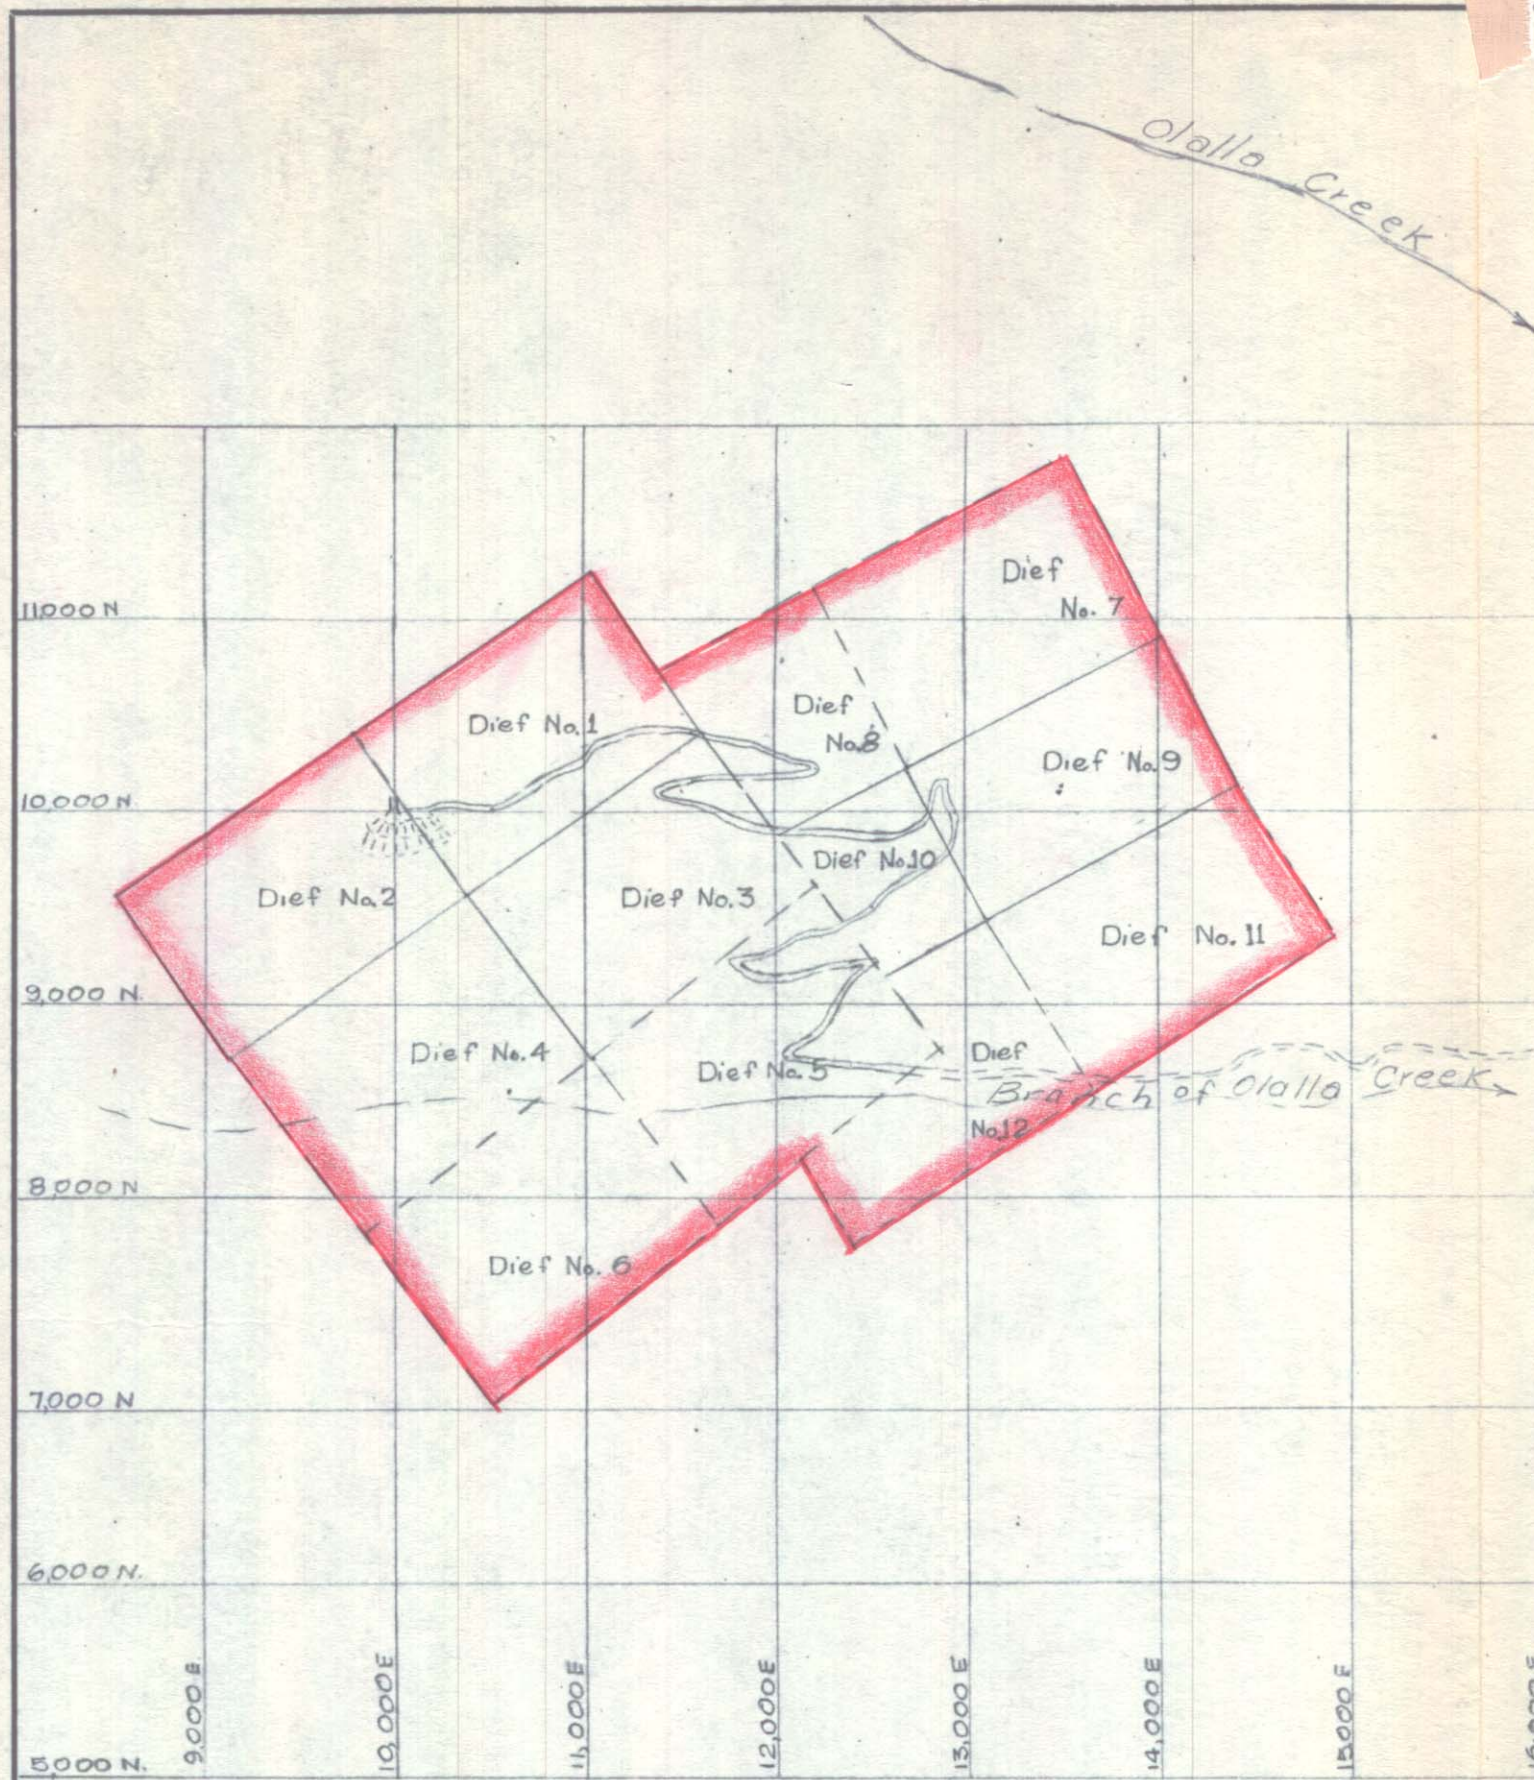 Olalla Creek
Dief
No. 7
11,000 N
Dief
No. 8
Dief No. 1
Dief No. 9
10,000 N.
Dief No. 10
Dief No. 2
Dief No. 3
Dief No. 11
9,000 N.
Dief No. 4
Dief No. 5
Dief
No. 12
Branch of Olalla Creek
8,000 N
Dief No. 6
7,000 N
6,000 N.
5,000 N.
9,000 E.
10,000 E
11,000 E
12,000 E
13,000 E
14,000 E
15,000 E